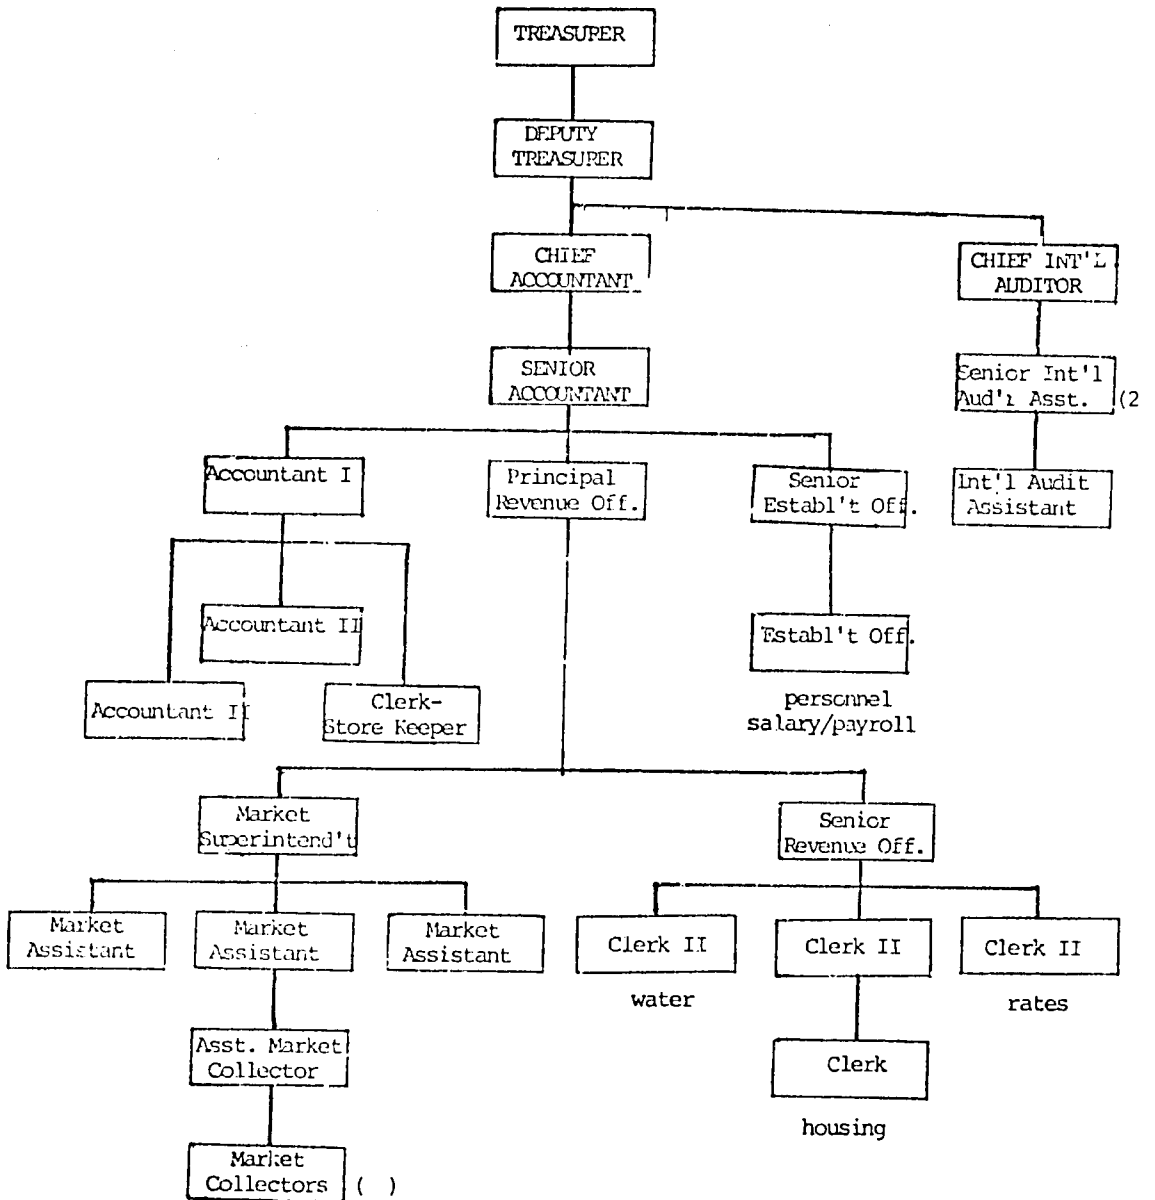 TREASURER
DEPUTY
TREASURER
CHIEF
ACCOUNTANT
CHIEF INT'L
AUDITOR
SENIOR
ACCOUNTANT
Senior Int'l
Aud'r Asst. (2
Accountant I
Principal
Revenue Off.
Senior
Establ't Off.
Int'l Audit
Assistant
Accountant II
Establ't Off.
Accountant II
Clerk-
Store Keeper
personnel
salary/payroll
Market
Superintend't
Senior
Revenue Off.
Market
Assistant
Market
Assistant
Market
Assistant
Clerk II
Clerk II
Clerk II
water
rates
Asst. Market
Collector
Clerk
housing
Market
Collectors ( )